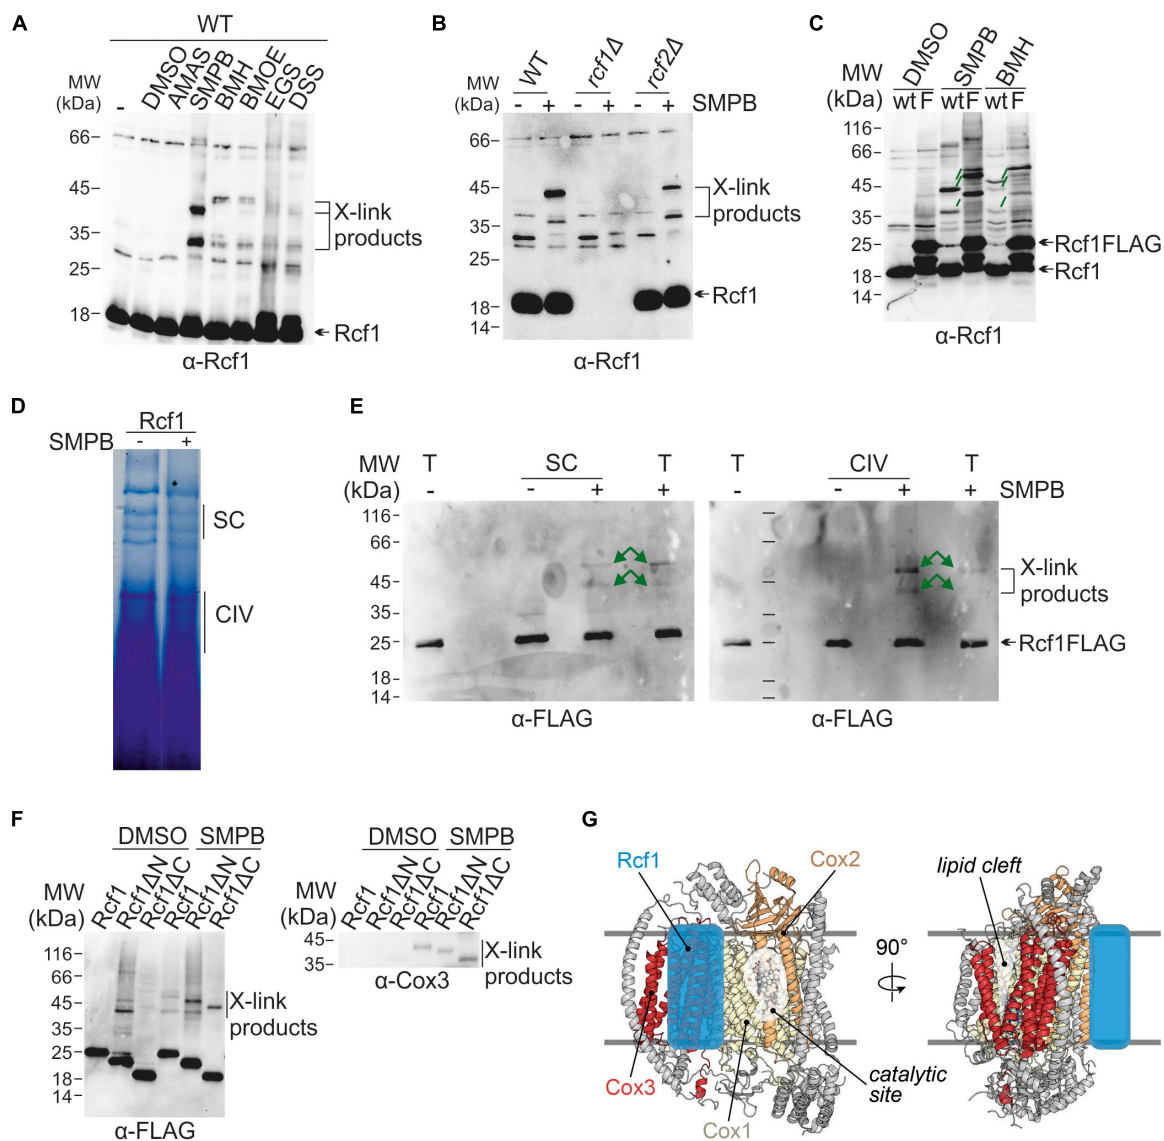 A
WT
DMSO
AMAS
SMPB
BMH
BMOE
EGS
DSS
MW
(kDa)
-
66
45
35
25
18
X-link
products
Rcf1
α-Rcf1
B
WT
rcf1Δ
rcf2Δ
MW
(kDa)
- + - + - + SMPB
66
45
35
25
18
14
X-link
products
Rcf1
α-Rcf1
C
DMSO
SMPB
BMH
MW
(kDa)
wt F wt F wt F
116
66
45
35
25
18
14
Rcf1FLAG
Rcf1
α-Rcf1
D
Rcf1
SMPB - +
SC
CIV
E
MW
(kDa)
T SC T
- - + +
116
66
45
35
25
18
14
α-FLAG
T CIV T
- - + + SMPB
X-link
products
Rcf1FLAG
α-FLAG
F
DMSO SMPB
Rcf1
Rcf1ΔN
Rcf1ΔC
Rcf1
Rcf1ΔN
Rcf1ΔC
MW
(kDa)
116
66
45
35
25
18
14
X-link
products
α-FLAG
DMSO SMPB
Rcf1
Rcf1ΔN
Rcf1ΔC
Rcf1
Rcf1ΔN
Rcf1ΔC
MW
(kDa)
45
35
X-link
products
α-Cox3
G
Rcf1
Cox2
Cox3
Cox1
catalytic
site
90°
lipid cleft